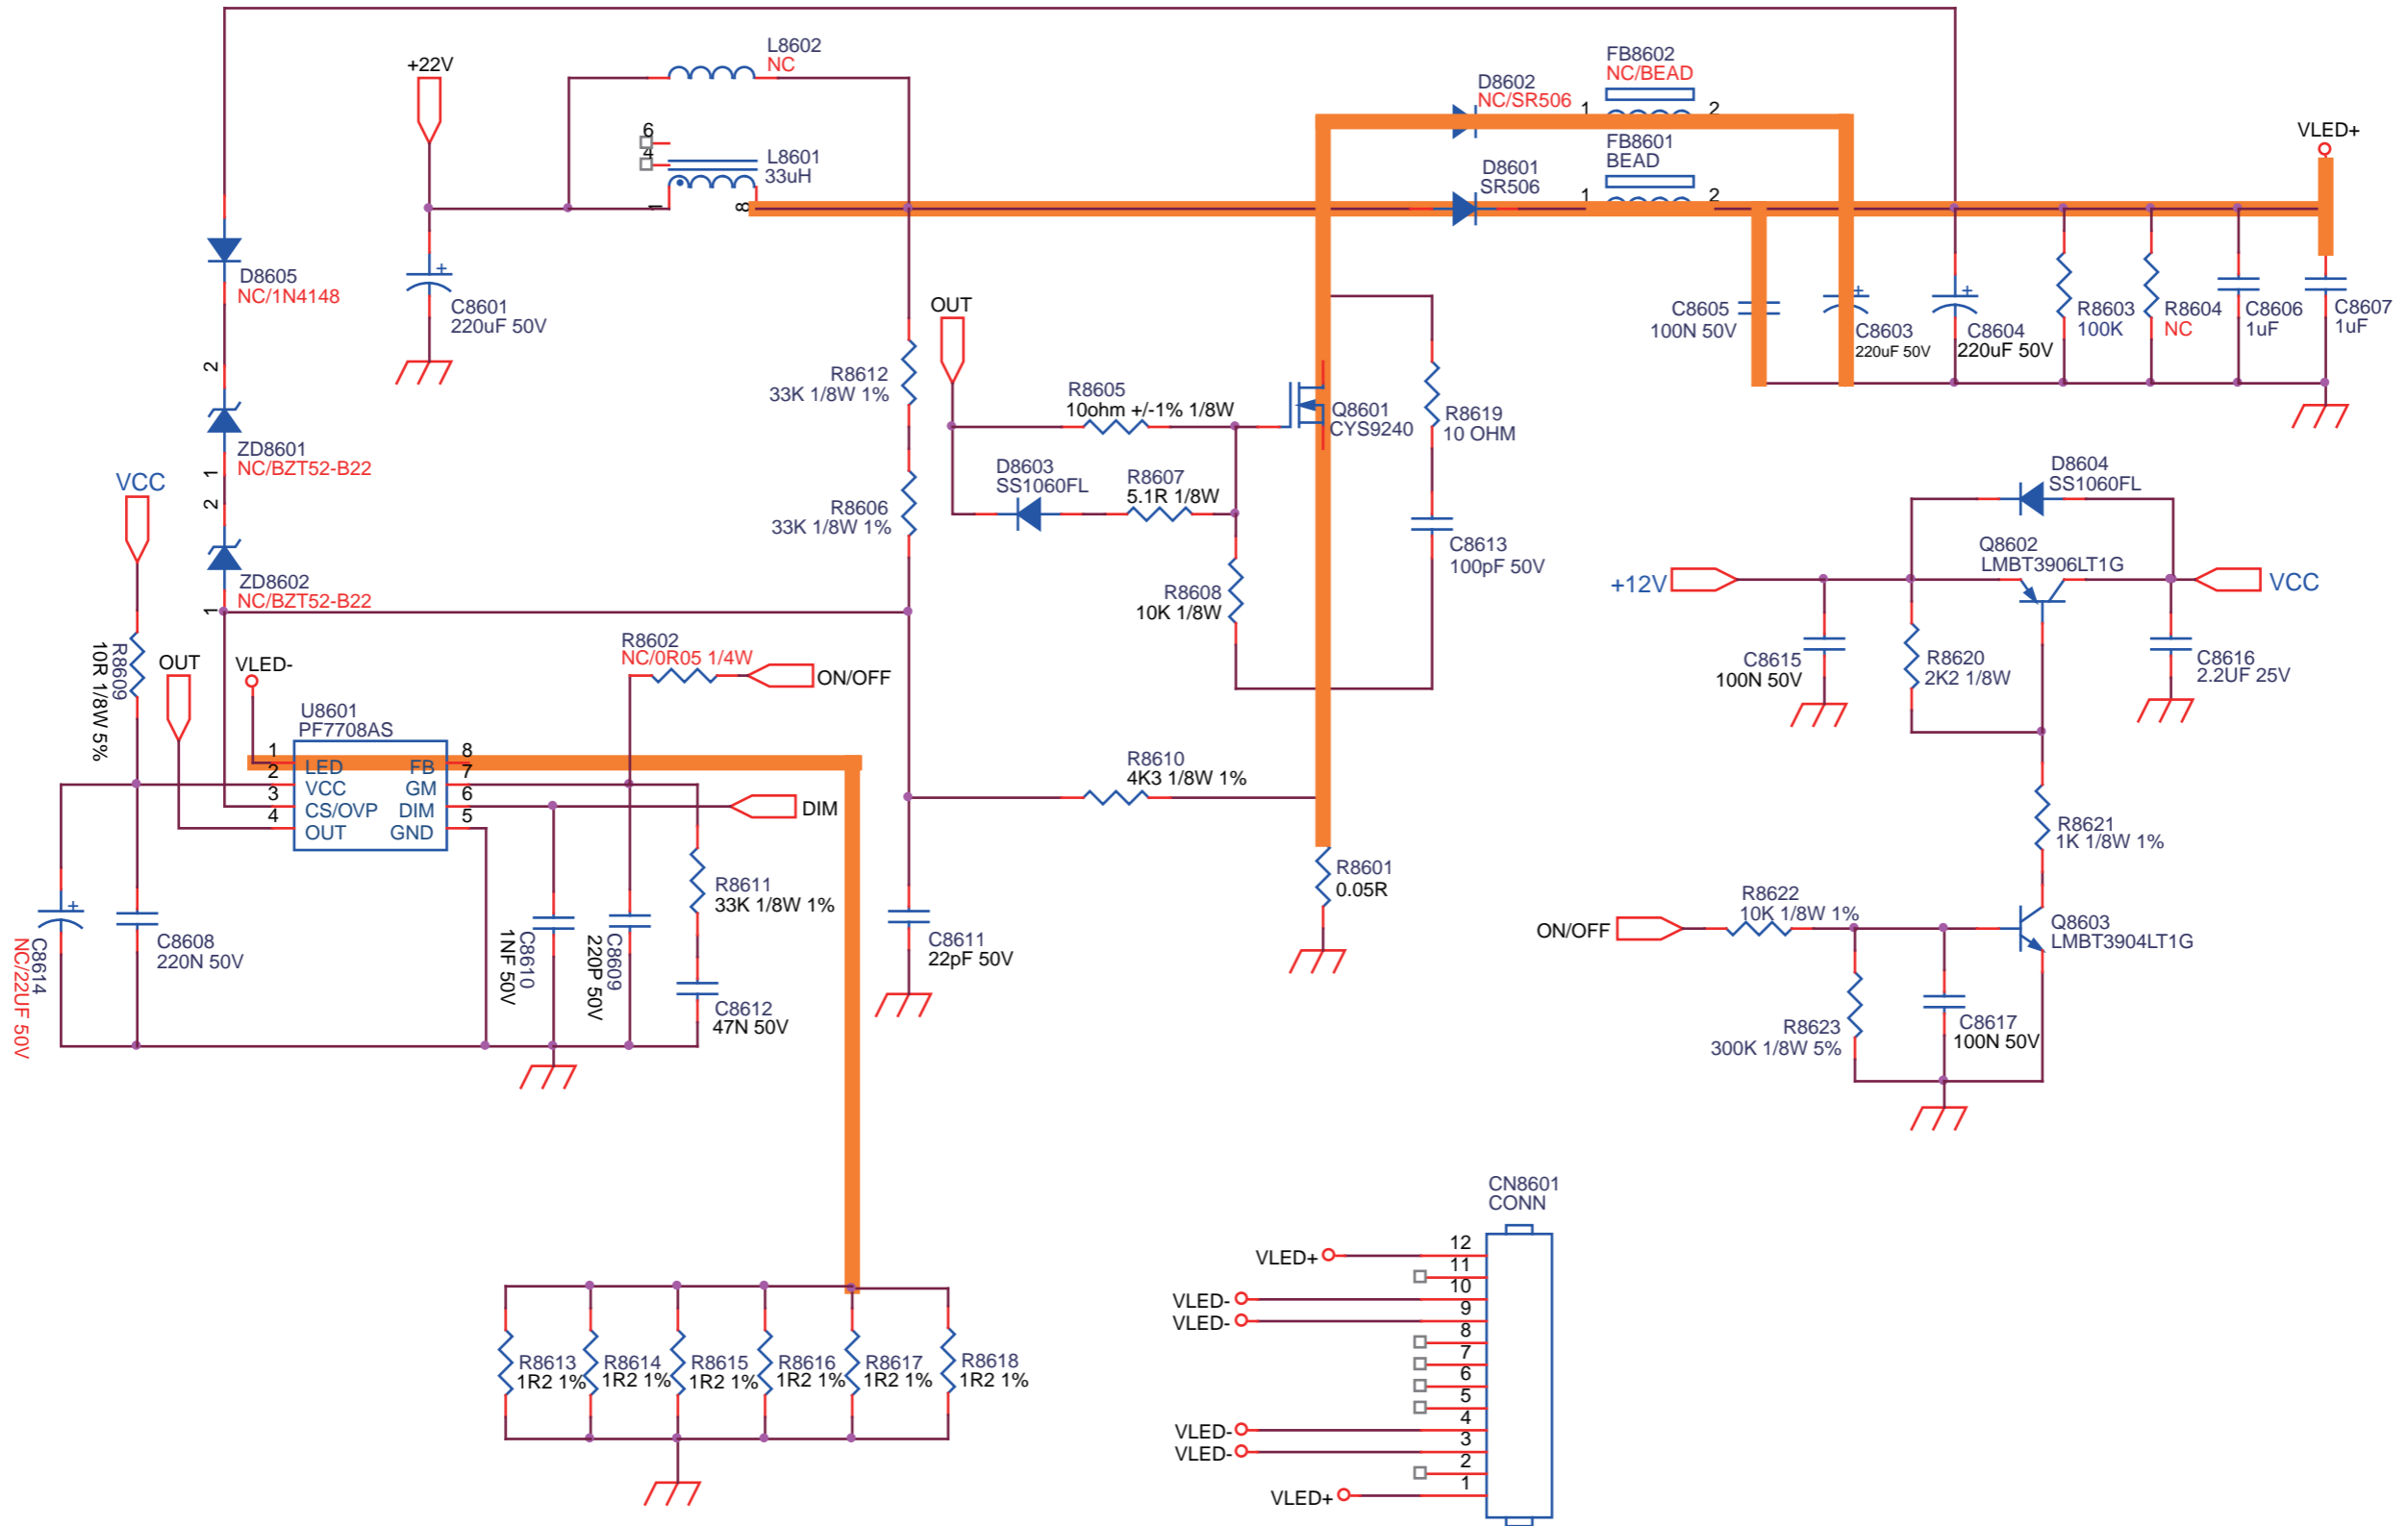 +22V
L8602
NC
6
4
L8601
33uH
1
8
D8602
NC/SR506
FB8602
NC/BEAD
1
2
D8601
SR506
FB8601
BEAD
1
2
VLED+
D8605
NC/1N4148
C8601
220uF 50V
OUT
R8612
33K 1/8W 1%
R8605
10ohm +/-1% 1/8W
Q8601
CYS9240
R8619
10 OHM
C8605
100N 50V
C8603
220uF 50V
C8604
220uF 50V
R8603
100K
R8604
NC
C8606
1uF
C8607
1uF
2
ZD8601
NC/BZT52-B22
1
2
ZD8602
NC/BZT52-B22
1
VCC
R8606
33K 1/8W 1%
D8603
SS1060FL
R8607
5.1R 1/8W
C8613
100pF 50V
R8608
10K 1/8W
D8604
SS1060FL
Q8602
LMBT3906LT1G
+12V
VCC
C8615
100N 50V
R8620
2K2 1/8W
C8616
2.2UF 25V
R8609
10R 1/8W 5%
OUT
VLED-
R8602
NC/0R05 1/4W
ON/OFF
U8601
PF7708AS
1
2
3
4
LED
VCC
CS/OVP
OUT
FB
GM
DIM
GND
8
7
6
5
DIM
R8610
4K3 1/8W 1%
R8601
0.05R
R8621
1K 1/8W 1%
C8614
NC/22UF 50V
C8608
220N 50V
C8610
1NF 50V
C8609
220P 50V
R8611
33K 1/8W 1%
C8612
47N 50V
C8611
22pF 50V
ON/OFF
R8622
10K 1/8W 1%
Q8603
LMBT3904LT1G
R8623
300K 1/8W 5%
C8617
100N 50V
R8613
1R2 1%
R8614
1R2 1%
R8615
1R2 1%
R8616
1R2 1%
R8617
1R2 1%
R8618
1R2 1%
CN8601
CONN
VLED+
12
11
VLED-
10
VLED-
9
8
7
6
5
VLED-
4
VLED-
3
2
VLED+
1